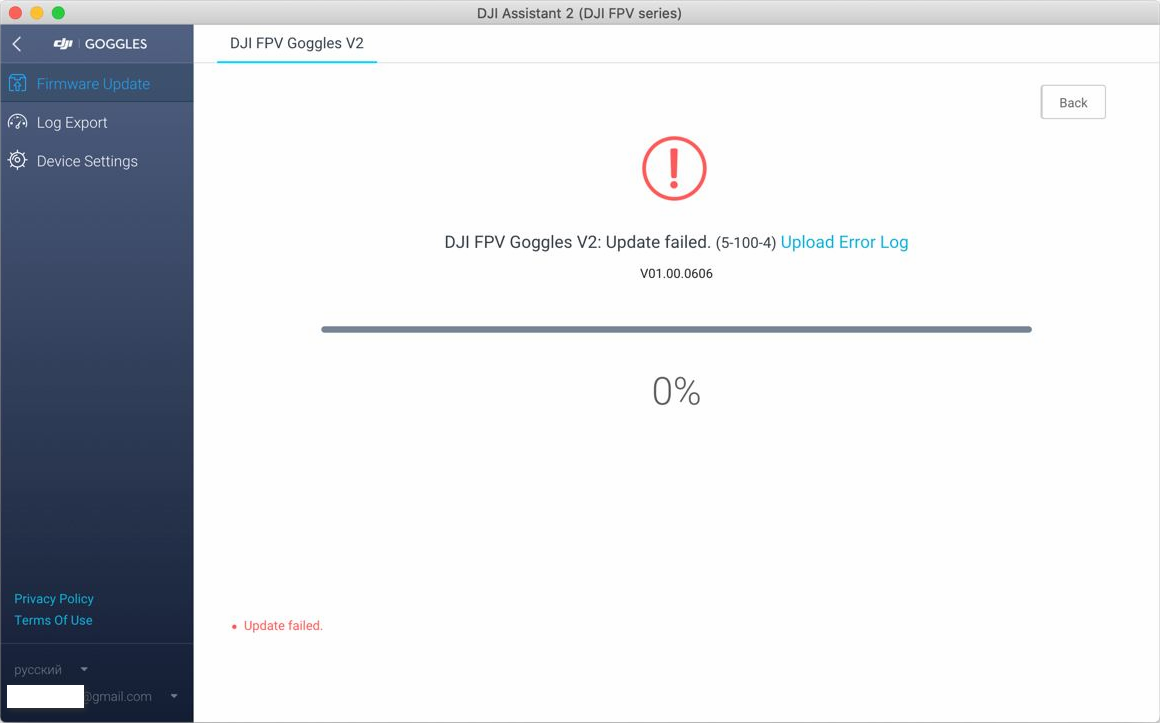 DJI Assistant 2 (DJI FPV series)
dji GOGGLES
DJI FPV Goggles V2
Firmware Update
Log Export
Device Settings
Back
DJI FPV Goggles V2: Update failed. (5-100-4) Upload Error Log
V01.00.0606
0%
• Update failed.
Privacy Policy
Terms Of Use
русский
@gmail.com